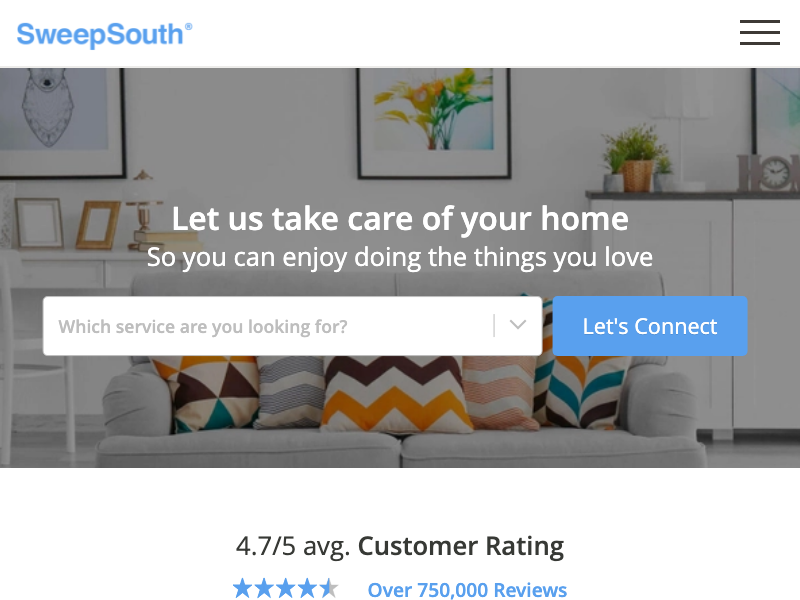 SweepSouth®
Let us take care of your home
So you can enjoy doing the things you love
Which service are you looking for?
Let's Connect
4.7/5 avg. Customer Rating
Over 750,000 Reviews